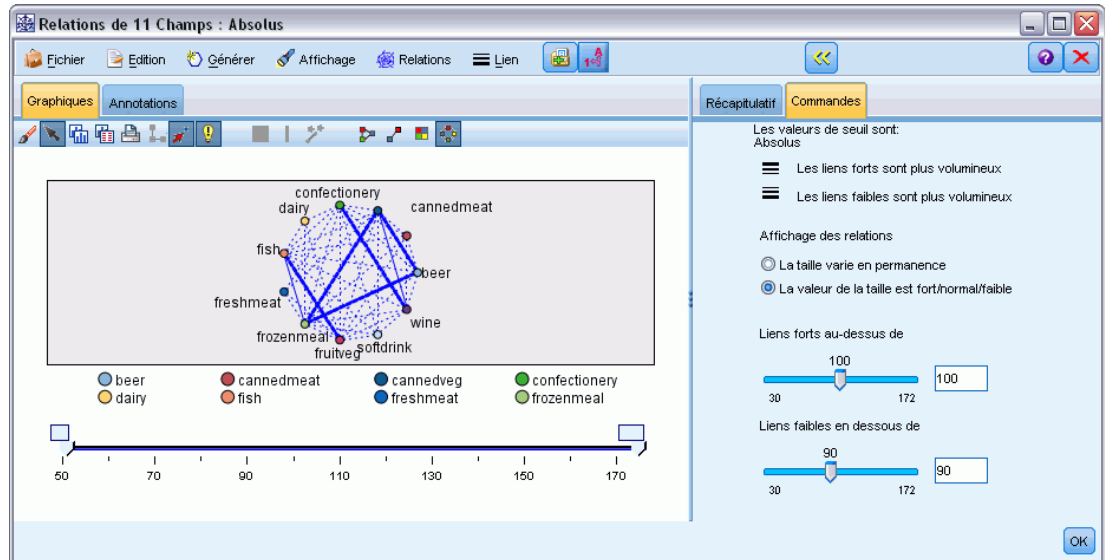 Relations de 11 Champs : Absolus
Fichier Edition Générer Affichage Relations Lien
Graphiques Annotations
Récapitulatif Commandes
Les valeurs de seuil sont:
Absolus
Les liens forts sont plus volumineux
Les liens faibles sont plus volumineux
Affichage des relations
La taille varie en permanence
La valeur de la taille est fort/normal/faible
Liens forts au-dessus de
100
100
30 172
Liens faibles en dessous de
90
90
30 172
confectionery
dairy cannedmeat
fish
beer
freshmeat
wine
frozenmeal softdrink
fruitveg
beer cannedmeat cannedveg confectionery
dairy fish freshmeat frozenmeal
50 70 90 110 130 150 170
OK